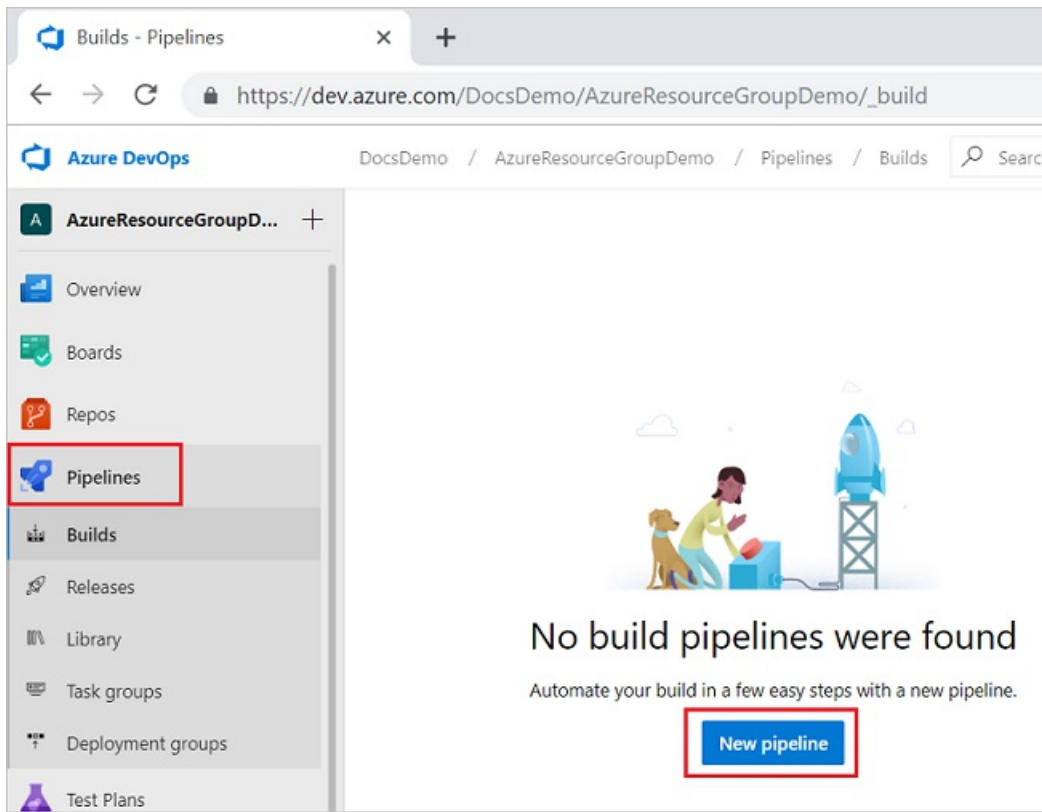 Builds - Pipelines
https://dev.azure.com/DocsDemo/AzureResourceGroupDemo/_build
Azure DevOps
DocsDemo / AzureResourceGroupDemo / Pipelines / Builds
Searc
A AzureResourceGroupD...
Overview
Boards
Repos
Pipelines
Builds
Releases
Library
Task groups
Deployment groups
Test Plans
No build pipelines were found
Automate your build in a few easy steps with a new pipeline.
New pipeline